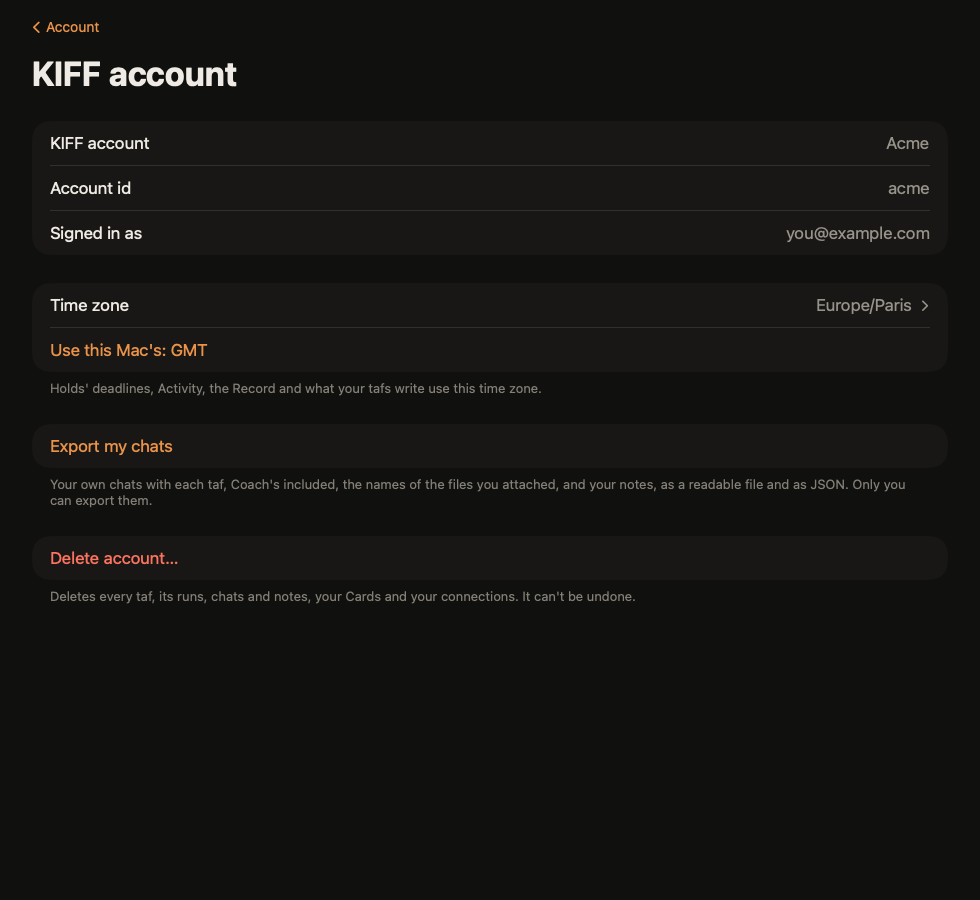 Account
KIFF account
KIFF account Acme
Account id acme
Signed in as you@example.com
Time zone Europe/Paris
Use this Mac's: GMT
Holds' deadlines, Activity, the Record and what your tafs write use this time zone.
Export my chats
Your own chats with each taf, Coach's included, the names of the files you attached, and your notes, as a readable file and as JSON. Only you
can export them.
Delete account...
Deletes every taf, its runs, chats and notes, your Cards and your connections. It can't be undone.